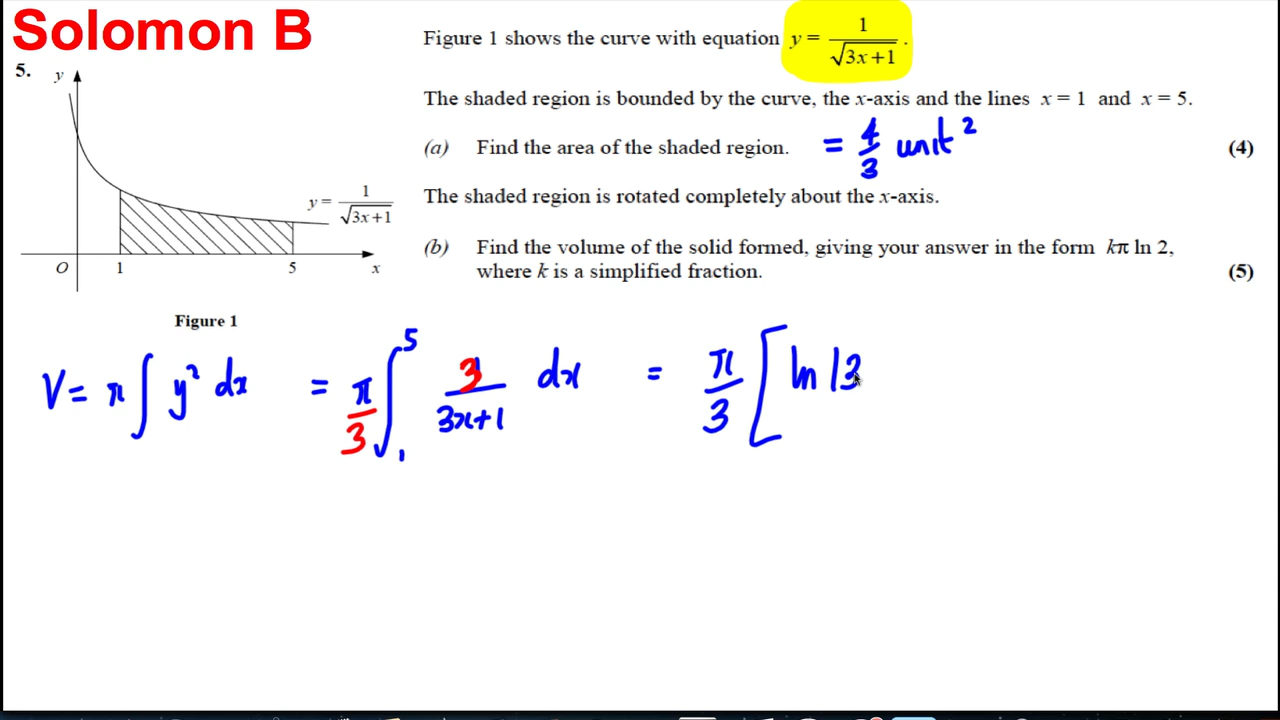 Solomon B
Figure 1 shows the curve with equation y = 1/√(3x+1) .
5.
y
The shaded region is bounded by the curve, the x-axis and the lines x = 1 and x = 5.
(a) Find the area of the shaded region. = 4/3 unit² (4)
y = 1/√(3x+1)
The shaded region is rotated completely about the x-axis.
O 1 5 x
(b) Find the volume of the solid formed, giving your answer in the form kπ ln 2,
where k is a simplified fraction. (5)
Figure 1
V = π ∫ y² dx = π/3 ∫₁⁵ 3/(3x+1) dx = π/3 [ ln |3